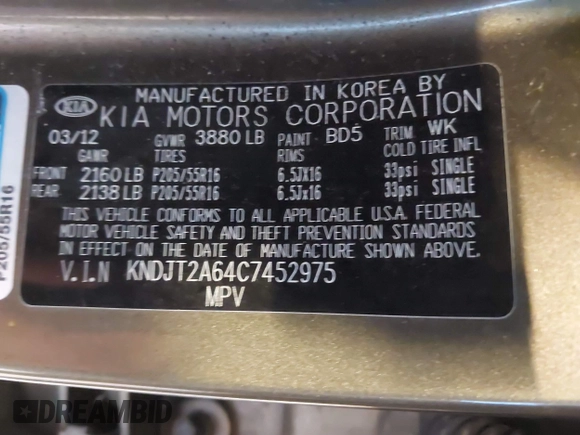 MANUFACTURED IN KOREA BY
KIA KIA MOTORS CORPORATION
03/12 GVWR 3880 LB PAINT BD5 TRIM WK
GAWR TIRES RIMS COLD TIRE INFL
FRONT 2160 LB P205/55R16 6.5JX16 33psi SINGLE
REAR 2138 LB P205/55R16 6.5Jx16 33psi SINGLE
THIS VEHICLE CONFORMS TO ALL APPLICABLE U.S.A. FEDERAL
MOTOR VEHICLE SAFETY AND THEFT PREVENTION STANDARDS
IN EFFECT ON THE DATE OF MANUFACTURE SHOWN ABOVE.
V.I.N KNDJT2A64C7452975
MPV
P205/55R16
DREAMBID